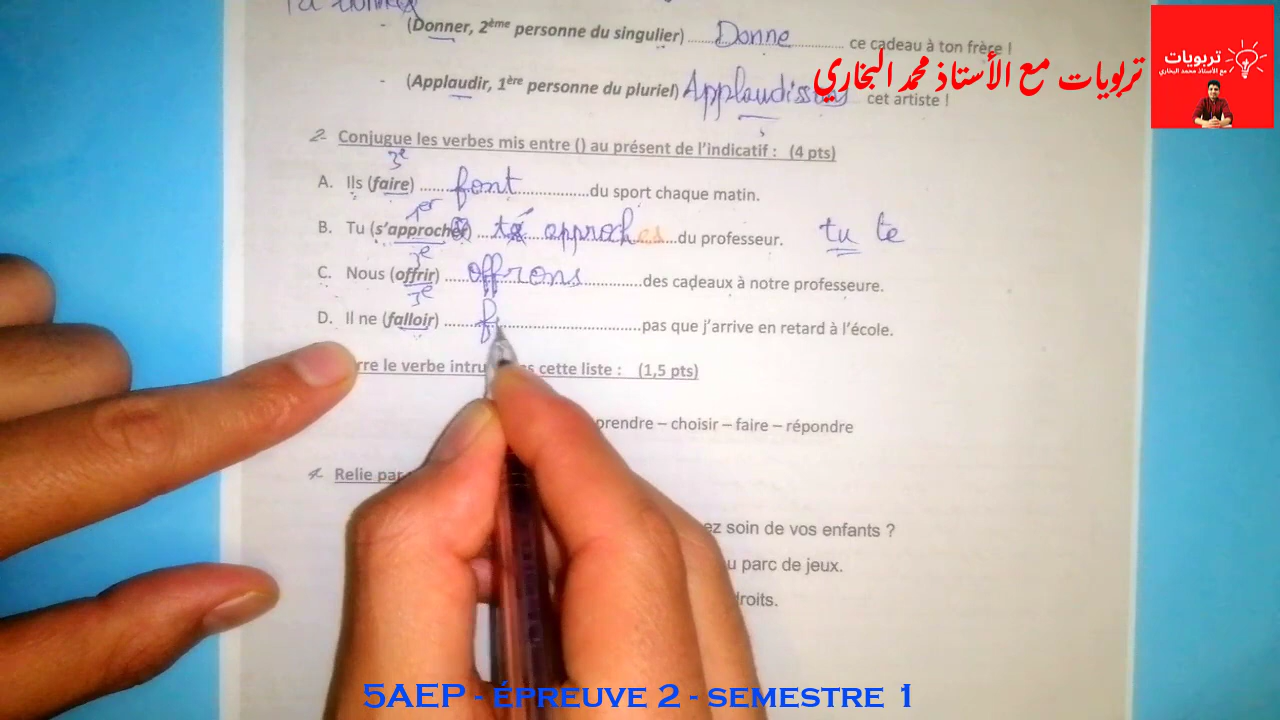 - (Donner, 2ème personne du singulier) Donne ce cadeau à ton frère !
- (Applaudir, 1ère personne du pluriel) Applaudissons cet artiste !
تربويات مع الأستاذ محمد البخاري
تربويات
مع الأستاذ محمد البخاري
2- Conjugue les verbes mis entre () au présent de l'indicatif : (4 pts)
3e
A. Ils (faire) ........ font ..................du sport chaque matin.
1er
B. Tu (s'approcher) .... t' approches ...du professeur. tu te
3e
C. Nous (offrir) ..... offrons ..............des cadeaux à notre professeure.
3e
D. Il ne (falloir) ........ f ..............................pas que j'arrive en retard à l'école.
rre le verbe intru s cette liste : (1,5 pts)
prendre – choisir – faire – répondre
4- Relie par
ez soin de vos enfants ?
u parc de jeux.
droits.
5AEP - épreuve 2 - semestre 1